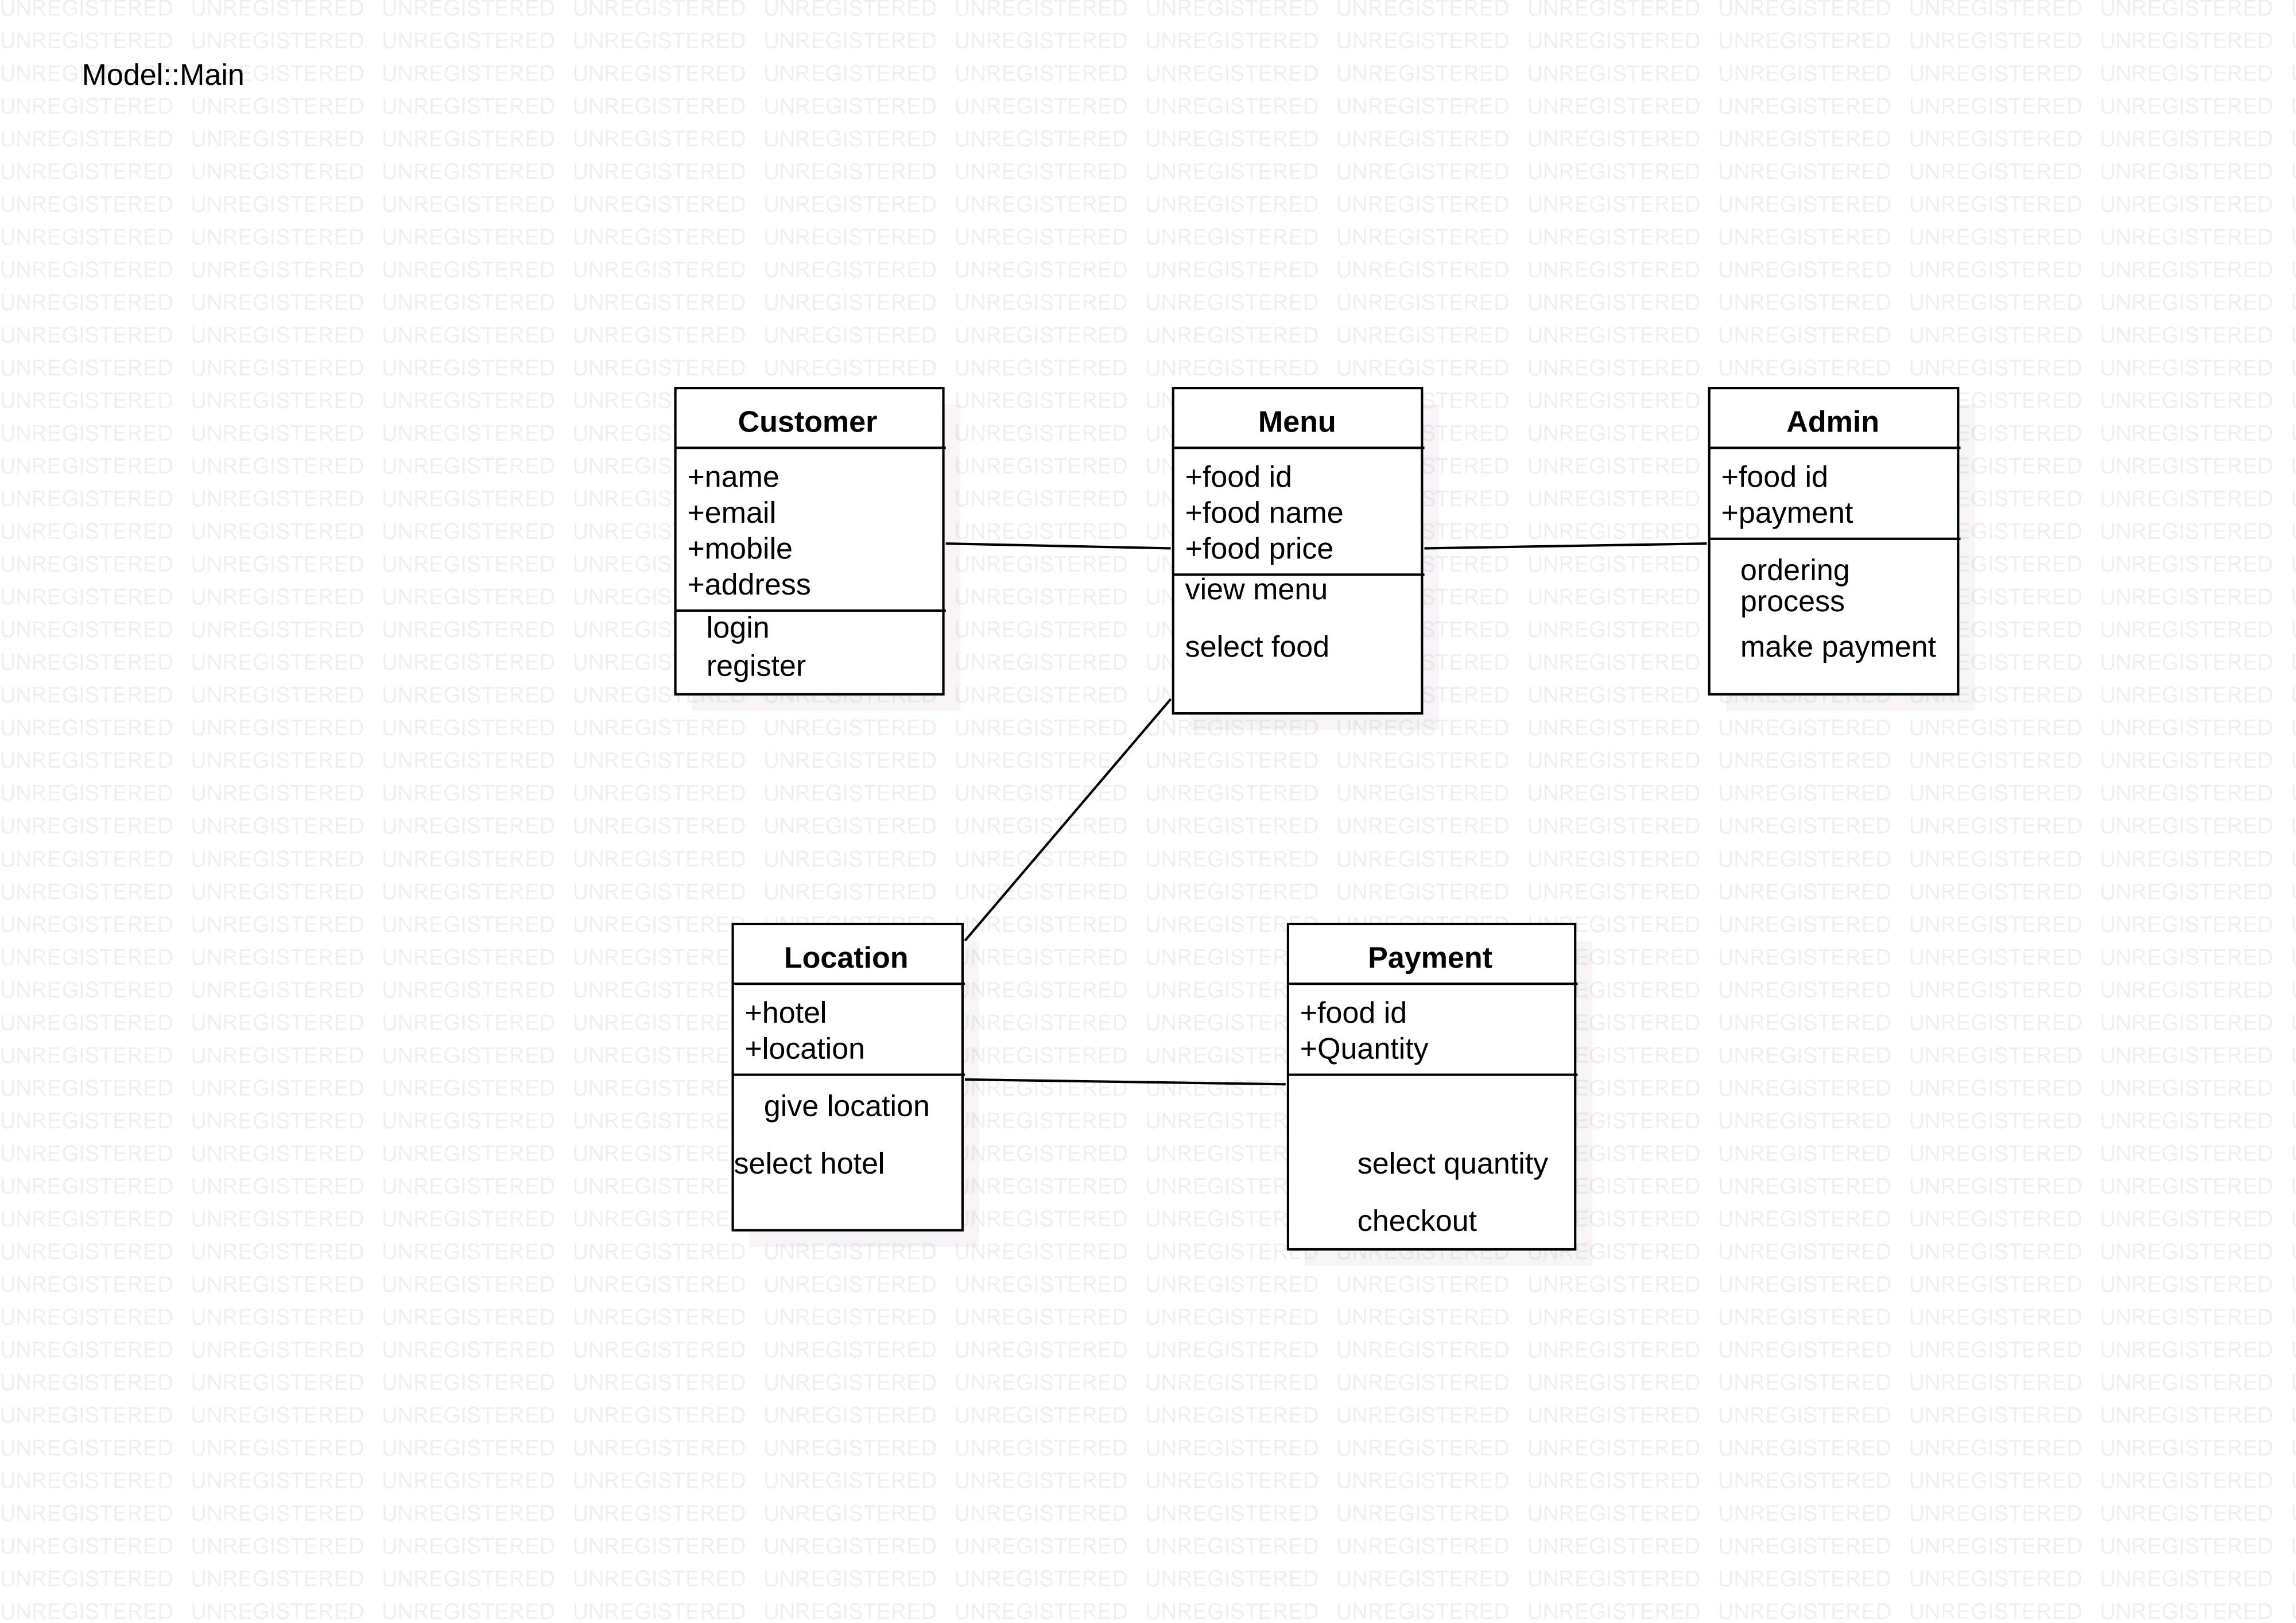 Model::Main
Customer
+name
+email
+mobile
+address
login
register
Menu
+food id
+food name
+food price
view menu
select food
Admin
+food id
+payment
ordering
process
make payment
Location
+hotel
+location
give location
select hotel
Payment
+food id
+Quantity
select quantity
checkout
UNREGISTERED